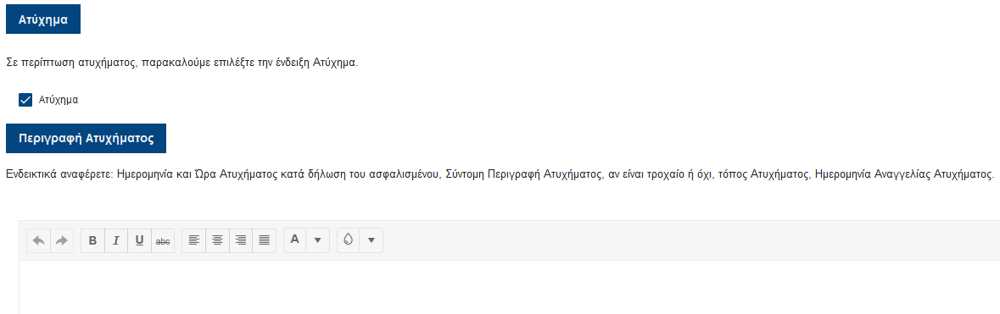 Ατύχημα
Σε περίπτωση ατυχήματος, παρακαλούμε επιλέξτε την ένδειξη Ατύχημα.
Ατύχημα
Περιγραφή Ατυχήματος
Ενδεικτικά αναφέρετε: Ημερομηνία και Ώρα Ατυχήματος κατά δήλωση του ασφαλισμένου, Σύντομη Περιγραφή Ατυχήματος, αν είναι τροχαίο ή όχι, τόπος Ατυχήματος, Ημερομηνία Αναγγελίας Ατυχήματος.
B I U abc A